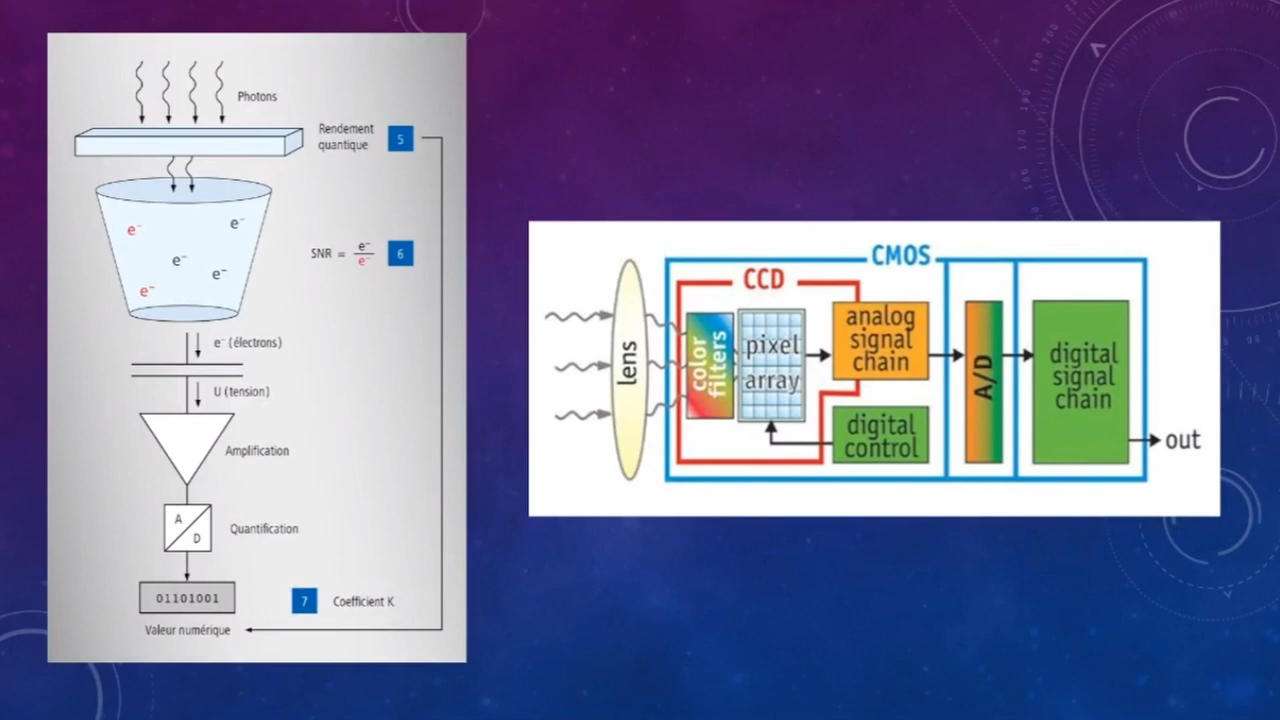 Photons
Rendement
quantique
5
e⁻
e⁻
e⁻
e⁻
e⁻
SNR = e⁻ / e⁻
6
e⁻ (électrons)
U (tension)
Amplification
A
D
Quantification
01101001
7
Coefficient K
Valeur numérique
CMOS
CCD
lens
color
filters
pixel
array
analog
signal
chain
digital
control
A/D
digital
signal
chain
out